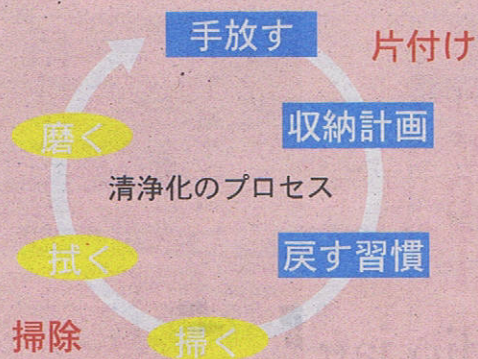 手放す
片付け
収納計画
清浄化のプロセス
戻す習慣
掃く
掃除
拭く
磨く